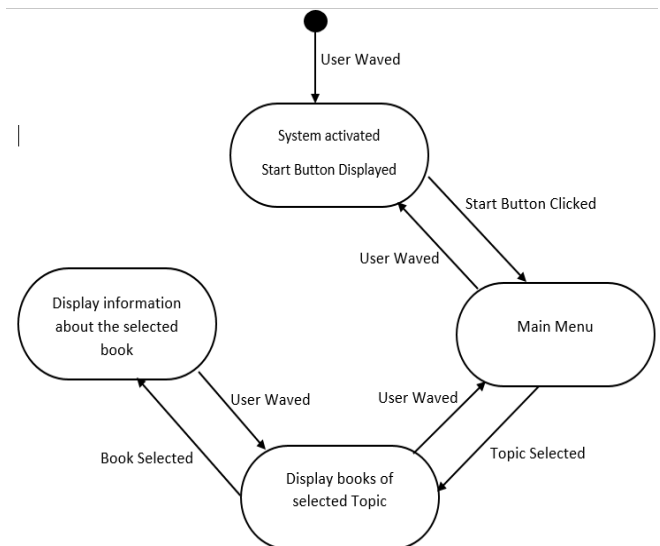 User Waved
System activated
Start Button Displayed
Start Button Clicked
User Waved
Display information
about the selected
book
Main Menu
User Waved
User Waved
Book Selected
Topic Selected
Display books of
selected Topic